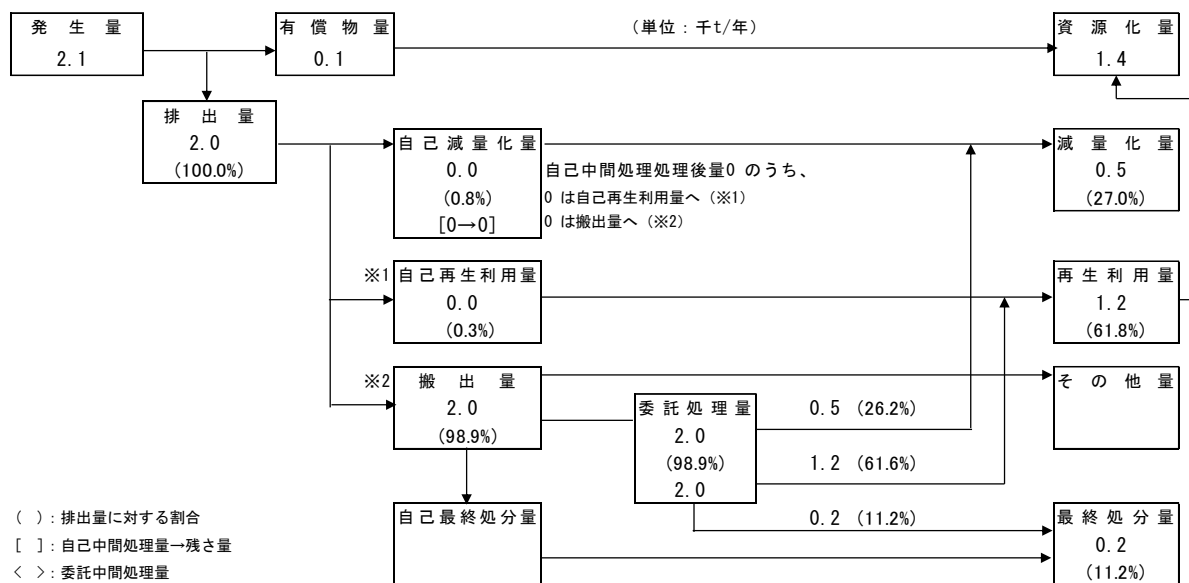 発生量
2.1
有償物量
0.1
(単位:千t/年)
資源化量
1.4
排出量
2.0
(100.0%)
自己減量化量
0.0
(0.8%)
[0→0]
自己中間処理処理後量0 のうち、
0 は自己再生利用量へ(※1)
0 は搬出量へ(※2)
減量化量
0.5
(27.0%)
※1
自己再生利用量
0.0
(0.3%)
再生利用量
1.2
(61.8%)
※2
搬出量
2.0
(98.9%)
委託処理量
2.0
(98.9%)
2.0
0.5 (26.2%)
1.2 (61.6%)
0.2 (11.2%)
その他量
自己最終処分量
最終処分量
0.2
(11.2%)
( ):排出量に対する割合
[ ]:自己中間処理量→残さ量
< >:委託中間処理量